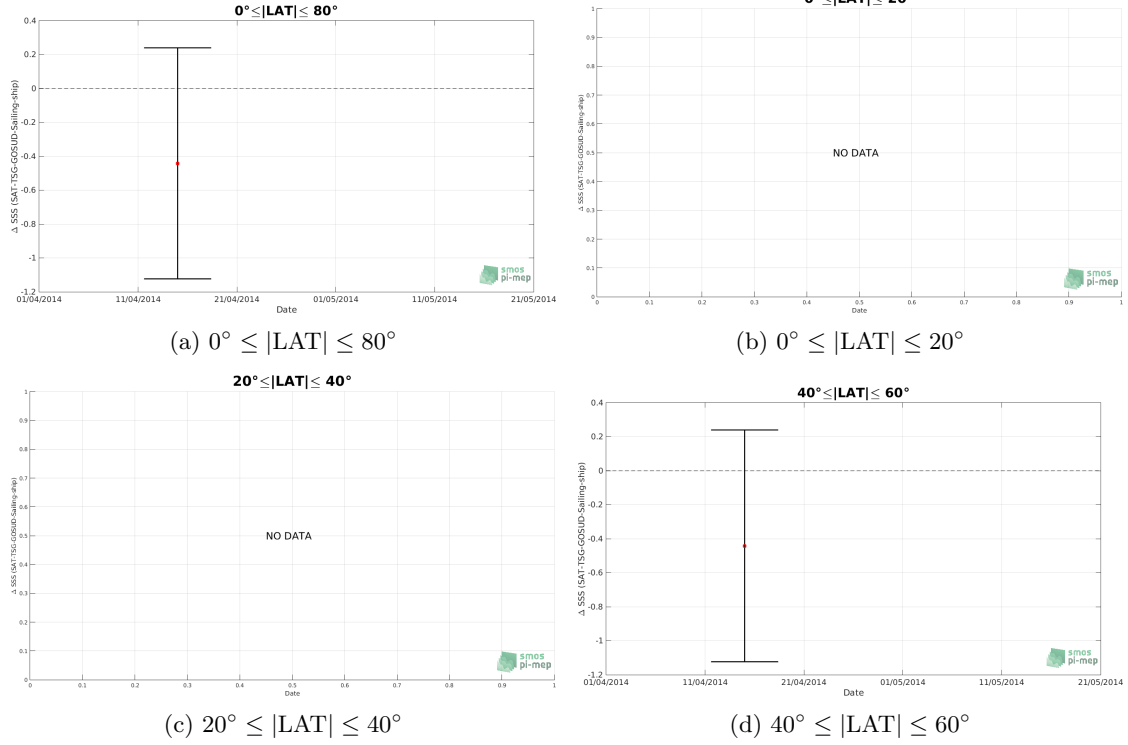 0°≤|LAT|≤ 80°
0.4
0.2
0
-0.2
-0.4
-0.6
-0.8
-1
-1.2
Δ SSS (SAT-TSG-GOSUD-Sailing-ship)
01/04/2014 11/04/2014 21/04/2014 01/05/2014 11/05/2014 21/05/2014
Date
smos
pi-mep
(a) 0° ≤ |LAT| ≤ 80°
0°≤|LAT|≤ 20°
1
0.9
0.8
0.7
0.6
0.5
0.4
0.3
0.2
0.1
0
Δ SSS (SAT-TSG-GOSUD-Sailing-ship)
NO DATA
0 0.1 0.2 0.3 0.4 0.5 0.6 0.7 0.8 0.9 1
Date
smos
pi-mep
(b) 0° ≤ |LAT| ≤ 20°
20°≤|LAT|≤ 40°
1
0.9
0.8
0.7
0.6
0.5
0.4
0.3
0.2
0.1
0
Δ SSS (SAT-TSG-GOSUD-Sailing-ship)
NO DATA
0 0.1 0.2 0.3 0.4 0.5 0.6 0.7 0.8 0.9 1
Date
smos
pi-mep
(c) 20° ≤ |LAT| ≤ 40°
40°≤|LAT|≤ 60°
0.4
0.2
0
-0.2
-0.4
-0.6
-0.8
-1
-1.2
Δ SSS (SAT-TSG-GOSUD-Sailing-ship)
01/04/2014 11/04/2014 21/04/2014 01/05/2014 11/05/2014 21/05/2014
Date
smos
pi-mep
(d) 40° ≤ |LAT| ≤ 60°